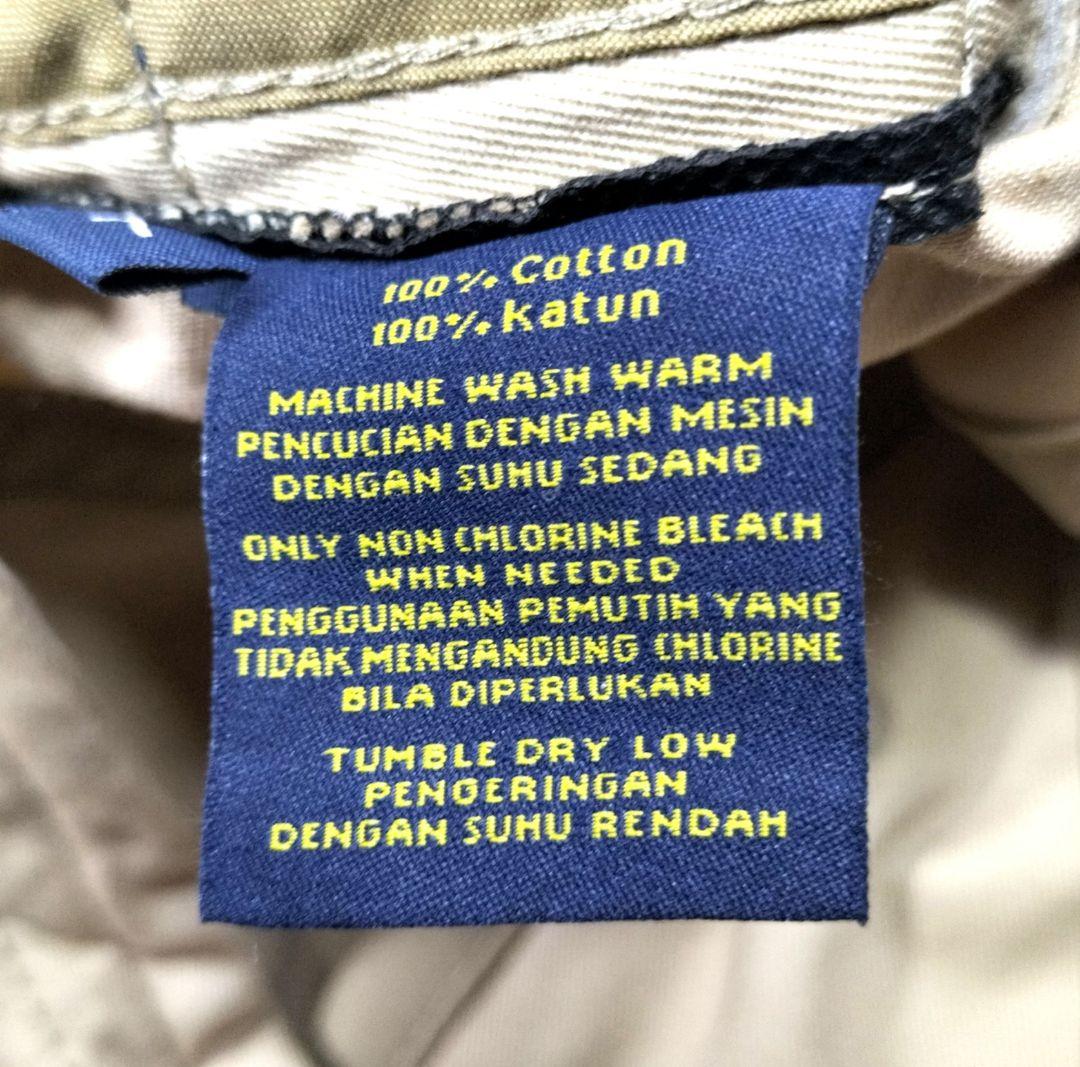 100% Cotton
100% Katun
MACHINE WASH WARM
PENCUCIAN DENGAN MESIN
DENGAN SUHU SEDANG
ONLY NON CHLORINE BLEACH
WHEN NEEDED
PENGGUNAAN PEMUTIH YANG
TIDAK MENGANDUNG CHLORINE
BILA DIPERLUKAN
TUMBLE DRY LOW
PENGERINGAN
DENGAN SUHU RENDAH